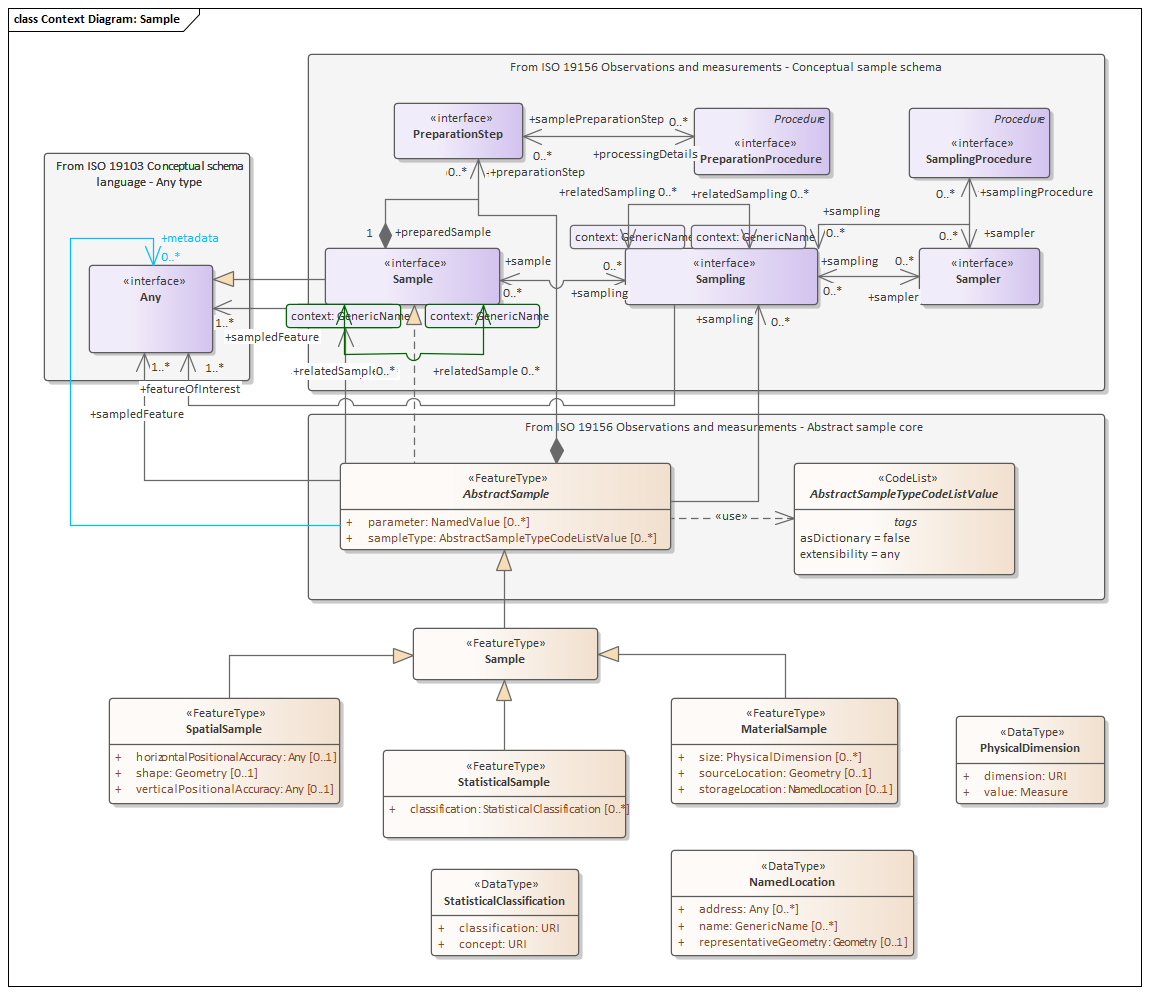 class Context Diagram: Sample
From ISO 19156 Observations and measurements - Conceptual sample schema
«interface»
PreparationStep
+samplePreparationStep 0..*
0..*
+processingDetails
Procedure
«interface»
PreparationProcedure
Procedure
«interface»
SamplingProcedure
From ISO 19103 Conceptual schema
language - Any type
0..*
+preparationStep
+relatedSampling 0..*
+relatedSampling 0..*
0..*
+samplingProcedure
+sampling
1
+preparedSample
context: GenericName
context: GenericName
0..*
0..*
+sampler
+metadata
0..*
«interface»
Any
«interface»
Sample
+sample
0..*
0..*
+sampling
«interface»
Sampling
+sampling
0..*
0..*
+sampler
«interface»
Sampler
context: GenericName
context: GenericName
1..*
+sampledFeature
+sampling
0..*
1..*
1..*
+relatedSample 0..*
+relatedSample 0..*
+featureOfInterest
+sampledFeature
From ISO 19156 Observations and measurements - Abstract sample core
«FeatureType»
AbstractSample
+ parameter: NamedValue [0..*]
+ sampleType: AbstractSampleTypeCodeListValue [0..*]
«use»
«CodeList»
AbstractSampleTypeCodeListValue
tags
asDictionary = false
extensibility = any
«FeatureType»
Sample
«FeatureType»
SpatialSample
+ horizontalPositionalAccuracy: Any [0..1]
+ shape: Geometry [0..1]
+ verticalPositionalAccuracy: Any [0..1]
«FeatureType»
StatisticalSample
+ classification: StatisticalClassification [0..*]
«FeatureType»
MaterialSample
+ size: PhysicalDimension [0..*]
+ sourceLocation: Geometry [0..1]
+ storageLocation: NamedLocation [0..1]
«DataType»
PhysicalDimension
+ dimension: URI
+ value: Measure
«DataType»
StatisticalClassification
+ classification: URI
+ concept: URI
«DataType»
NamedLocation
+ address: Any [0..*]
+ name: GenericName [0..*]
+ representativeGeometry: Geometry [0..1]